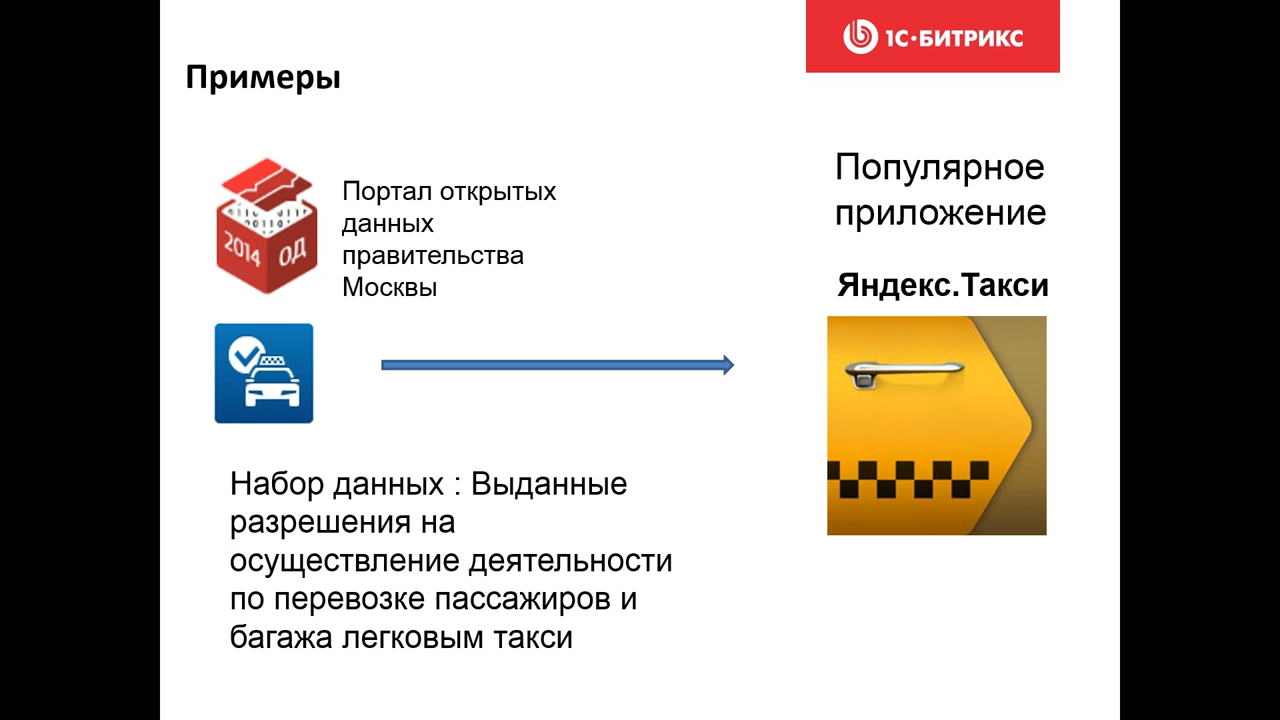 1С·БИТРИКС
Примеры
2014 ОД
Портал открытых
данных
правительства
Москвы
Популярное
приложение
Яндекс.Такси
Набор данных : Выданные
разрешения на
осуществление деятельности
по перевозке пассажиров и
багажа легковым такси